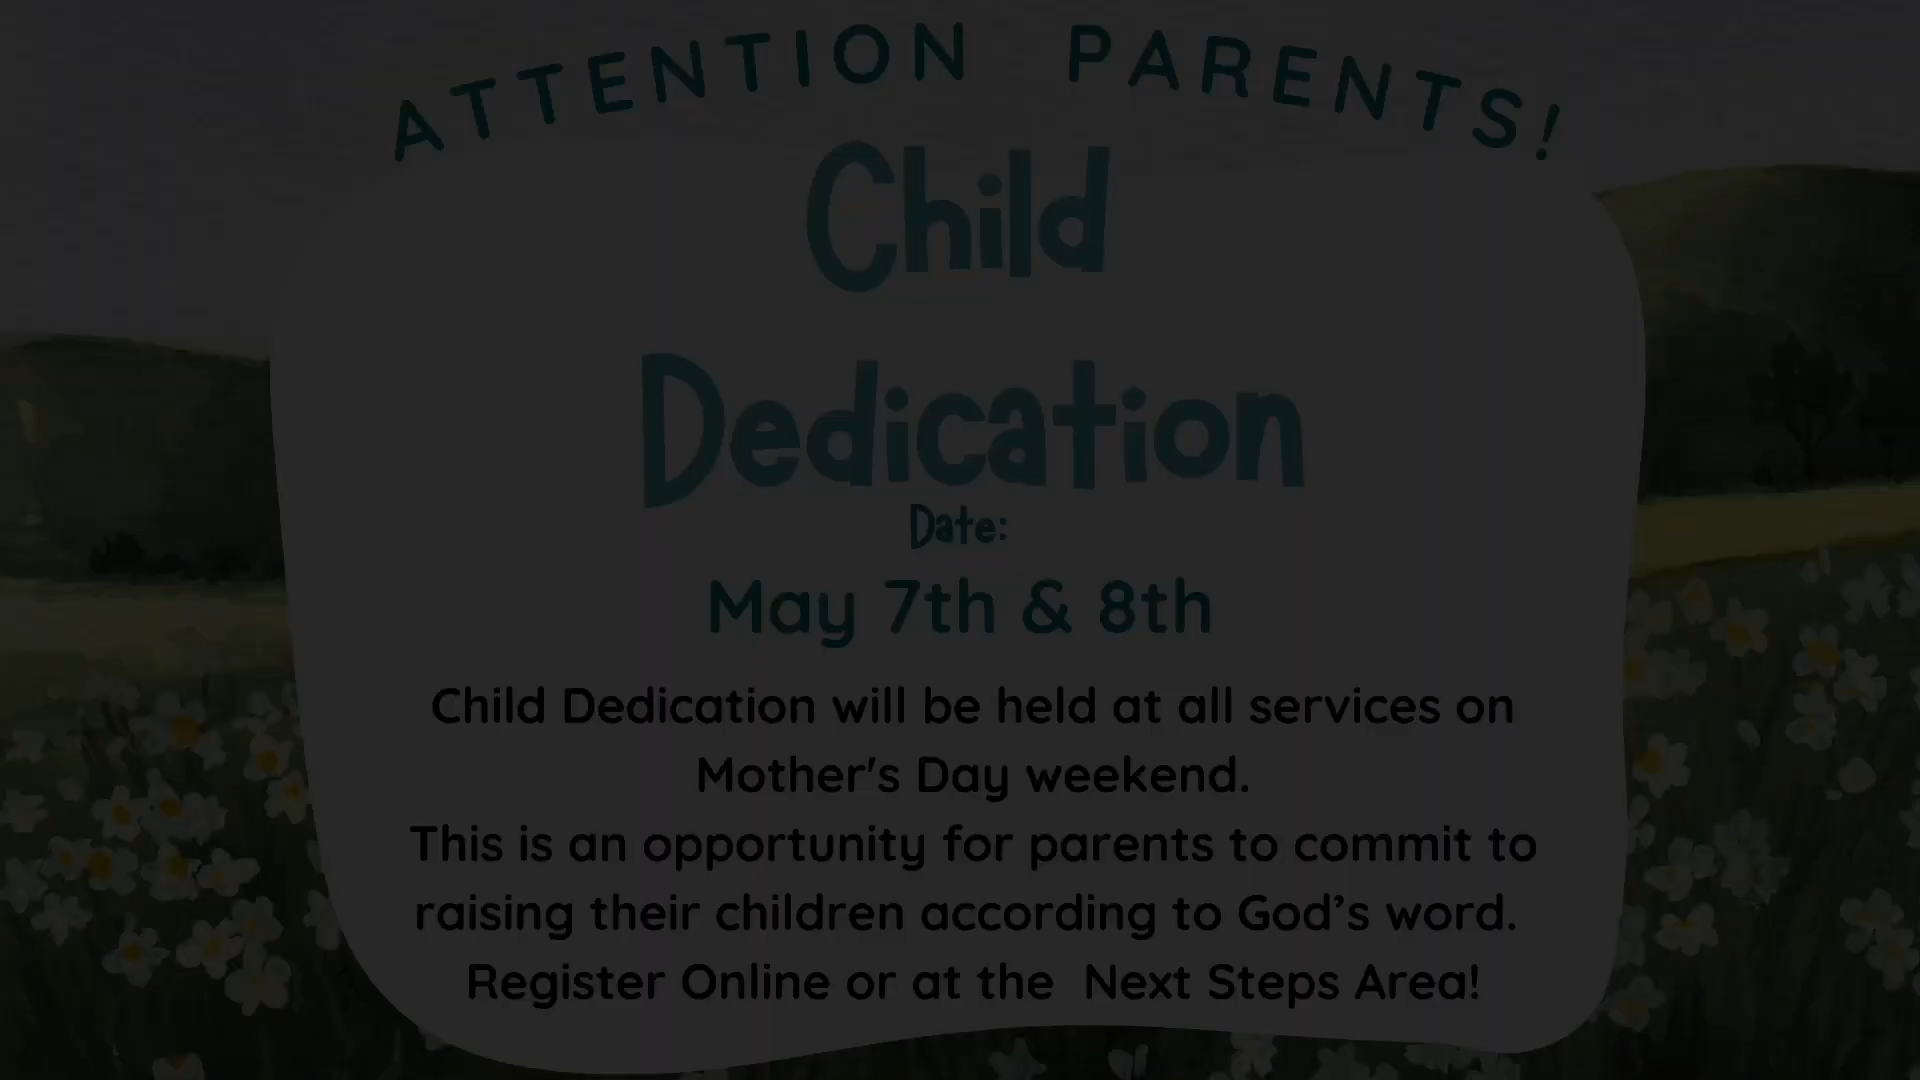 ATTENTION PARENTS!
Child
Dedication
Date:
May 7th & 8th
Child Dedication will be held at all services on
Mother's Day weekend.
This is an opportunity for parents to commit to
raising their children according to God’s word.
Register Online or at the  Next Steps Area!